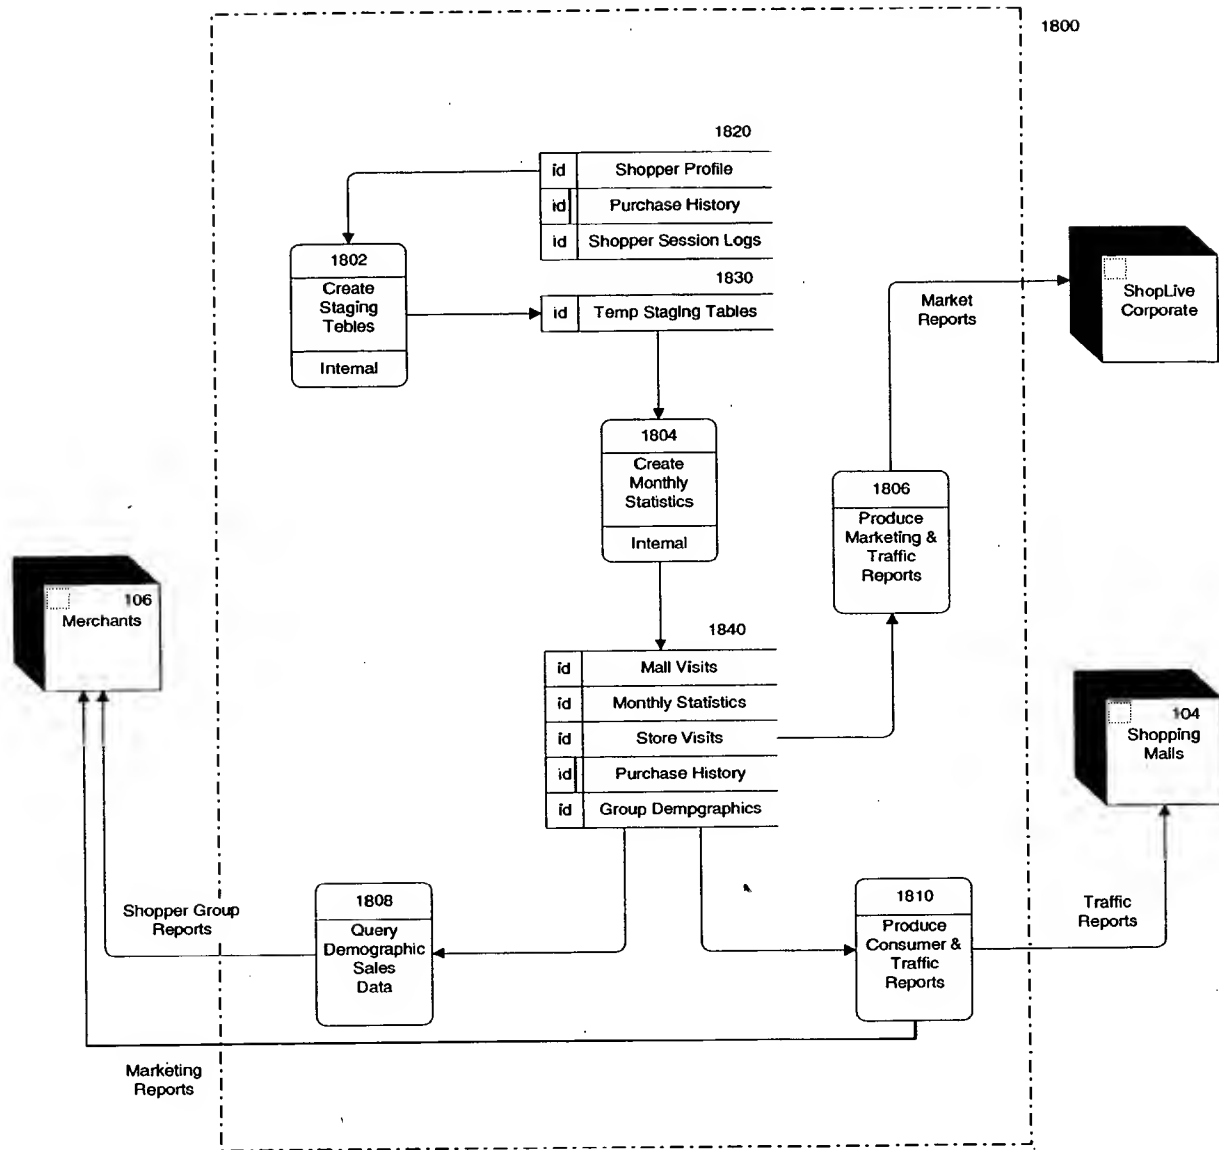 1800
1820
id Shopper Profile
id Purchase History
id Shopper Session Logs
1802
Create
Staging
Tebles
Internal
1830
id Temp Staging Tables
Market
Reports
ShopLive
Corporate
1804
Create
Monthly
Statistics
Internal
1806
Produce
Marketing &
Traffic
Reports
106
Merchants
1840
id Mall Visits
id Monthly Statistics
id Store Visits
id Purchase History
id Group Dempgraphics
104
Shopping
Malls
Shopper Group
Reports
1808
Query
Demographic
Sales
Data
1810
Produce
Consumer &
Traffic
Reports
Traffic
Reports
Marketing
Reports